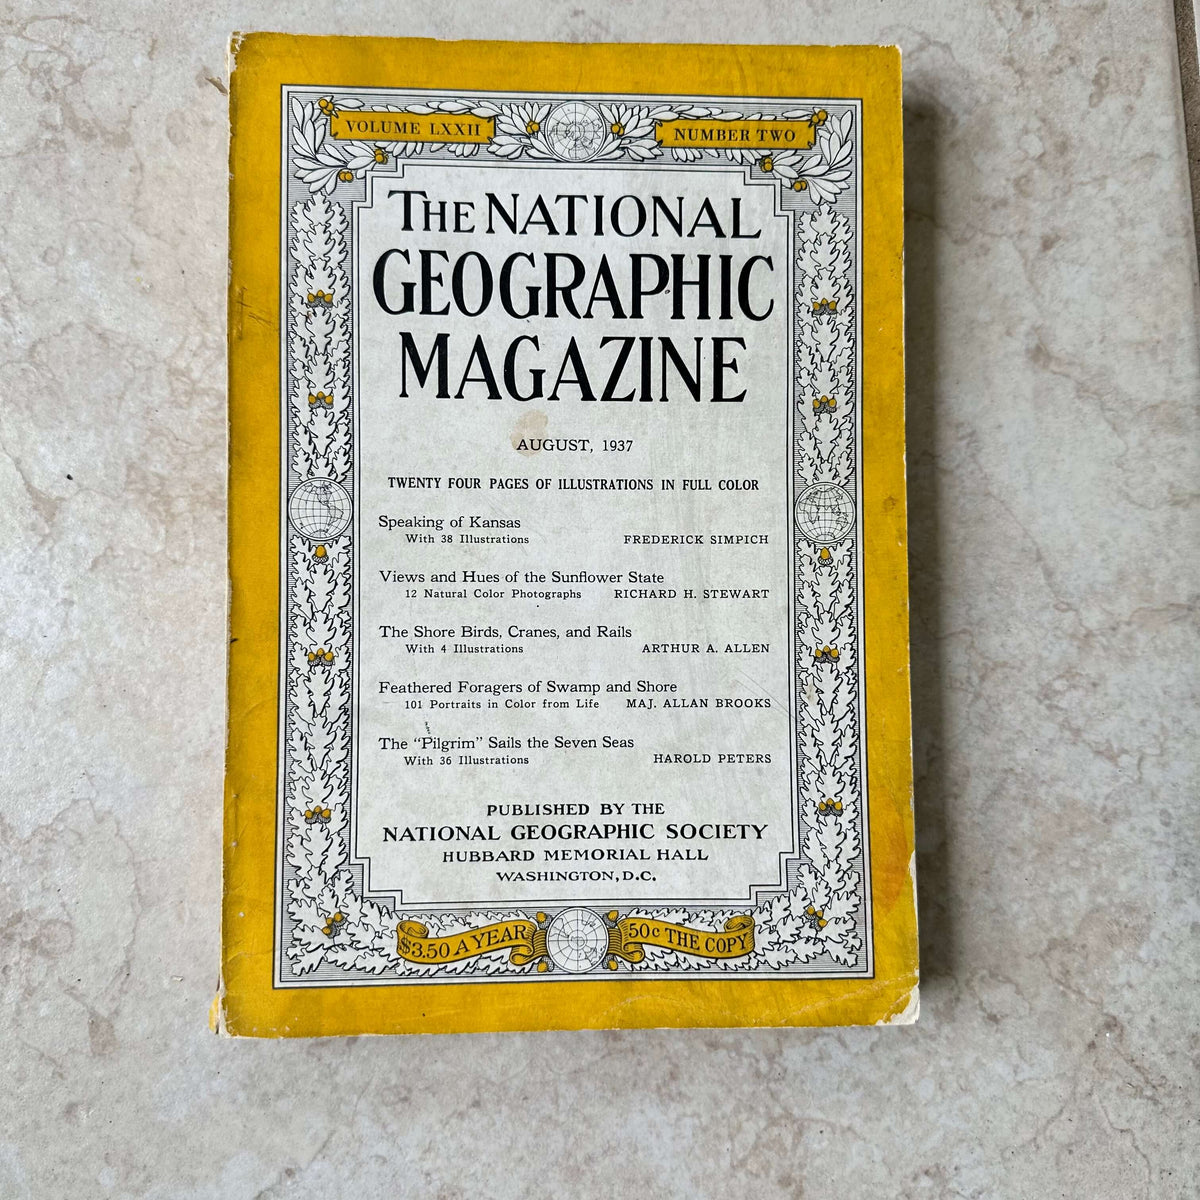 VOLUME LXXII
NUMBER TWO
THE NATIONAL
GEOGRAPHIC
MAGAZINE
AUGUST, 1937
TWENTY FOUR PAGES OF ILLUSTRATIONS IN FULL COLOR
Speaking of Kansas
With 38 Illustrations FREDERICK SIMPICH
Views and Hues of the Sunflower State
12 Natural Color Photographs RICHARD H. STEWART
The Shore Birds, Cranes, and Rails
With 4 Illustrations ARTHUR A. ALLEN
Feathered Foragers of Swamp and Shore
101 Portraits in Color from Life MAJ. ALLAN BROOKS
The "Pilgrim" Sails the Seven Seas
With 36 Illustrations HAROLD PETERS
PUBLISHED BY THE
NATIONAL GEOGRAPHIC SOCIETY
HUBBARD MEMORIAL HALL
WASHINGTON, D.C.
$3.50 A YEAR
50c THE COPY